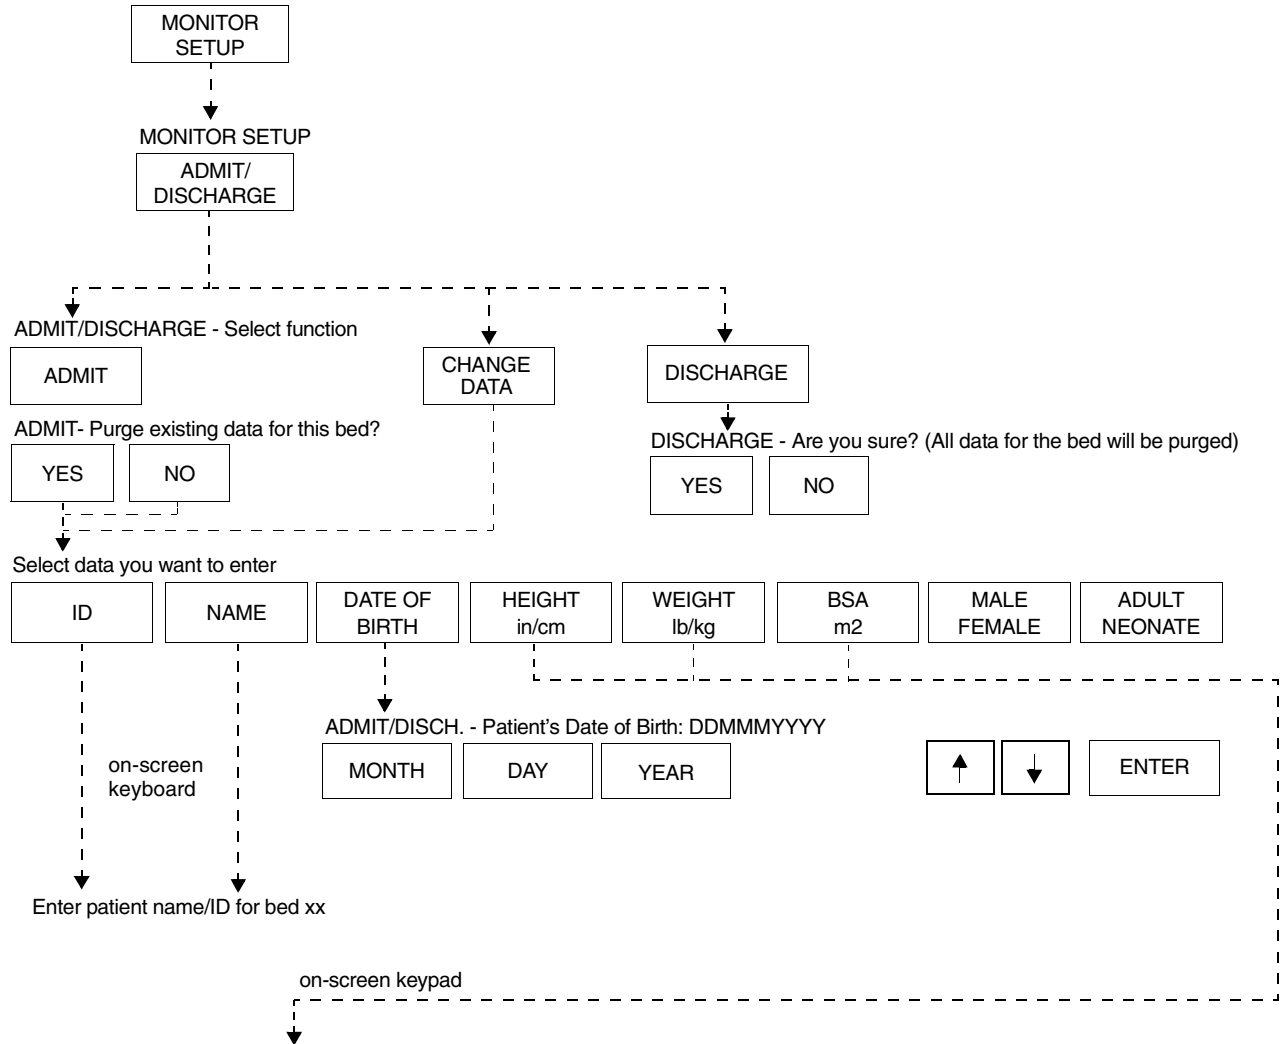 MONITOR
SETUP
MONITOR SETUP
ADMIT/
DISCHARGE
ADMIT/DISCHARGE - Select function
ADMIT
CHANGE
DATA
DISCHARGE
ADMIT- Purge existing data for this bed?
YES
NO
DISCHARGE - Are you sure? (All data for the bed will be purged)
YES
NO
Select data you want to enter
ID
NAME
DATE OF
BIRTH
HEIGHT
in/cm
WEIGHT
lb/kg
BSA
m2
MALE
FEMALE
ADULT
NEONATE
ADMIT/DISCH. - Patient's Date of Birth: DDMMMYYYY
MONTH
DAY
YEAR
ENTER
on-screen
keyboard
Enter patient name/ID for bed xx
on-screen keypad